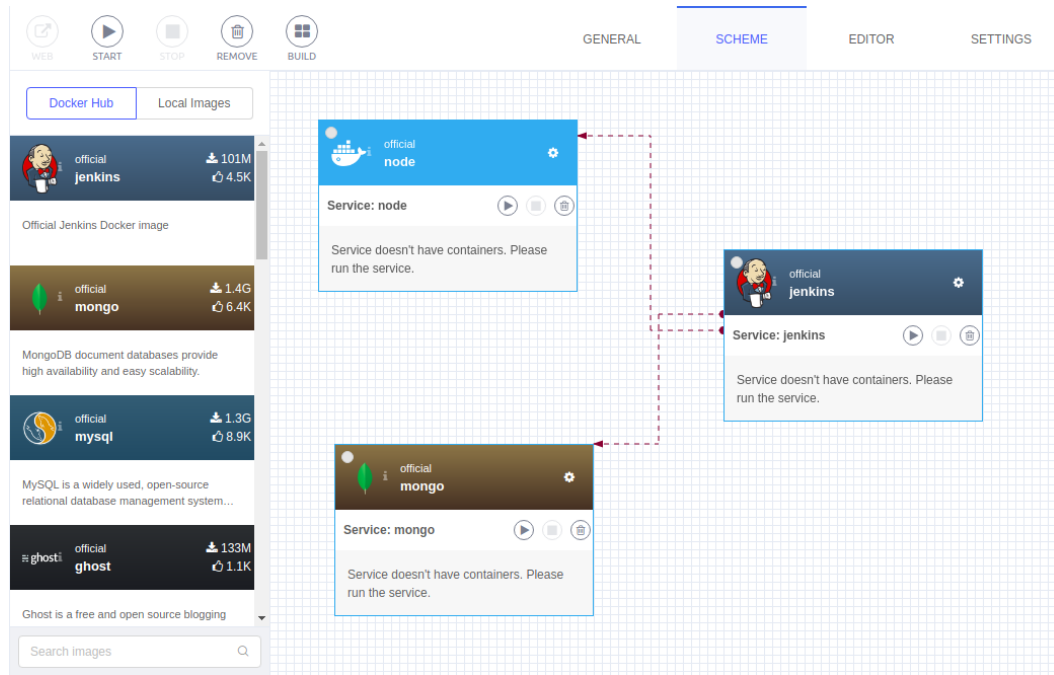 WEB
START
STOP
REMOVE
BUILD
GENERAL
SCHEME
EDITOR
SETTINGS
Docker Hub
Local Images
official
jenkins
101M
4.5K
Official Jenkins Docker image
official
mongo
1.4G
6.4K
MongoDB document databases provide
high availability and easy scalability.
official
mysql
1.3G
8.9K
MySQL is a widely used, open-source
relational database management system…
ghost
official
ghost
133M
1.1K
Ghost is a free and open source blogging
Search images
official
node
Service: node
Service doesn't have containers. Please
run the service.
official
jenkins
Service: jenkins
Service doesn't have containers. Please
run the service.
official
mongo
Service: mongo
Service doesn't have containers. Please
run the service.